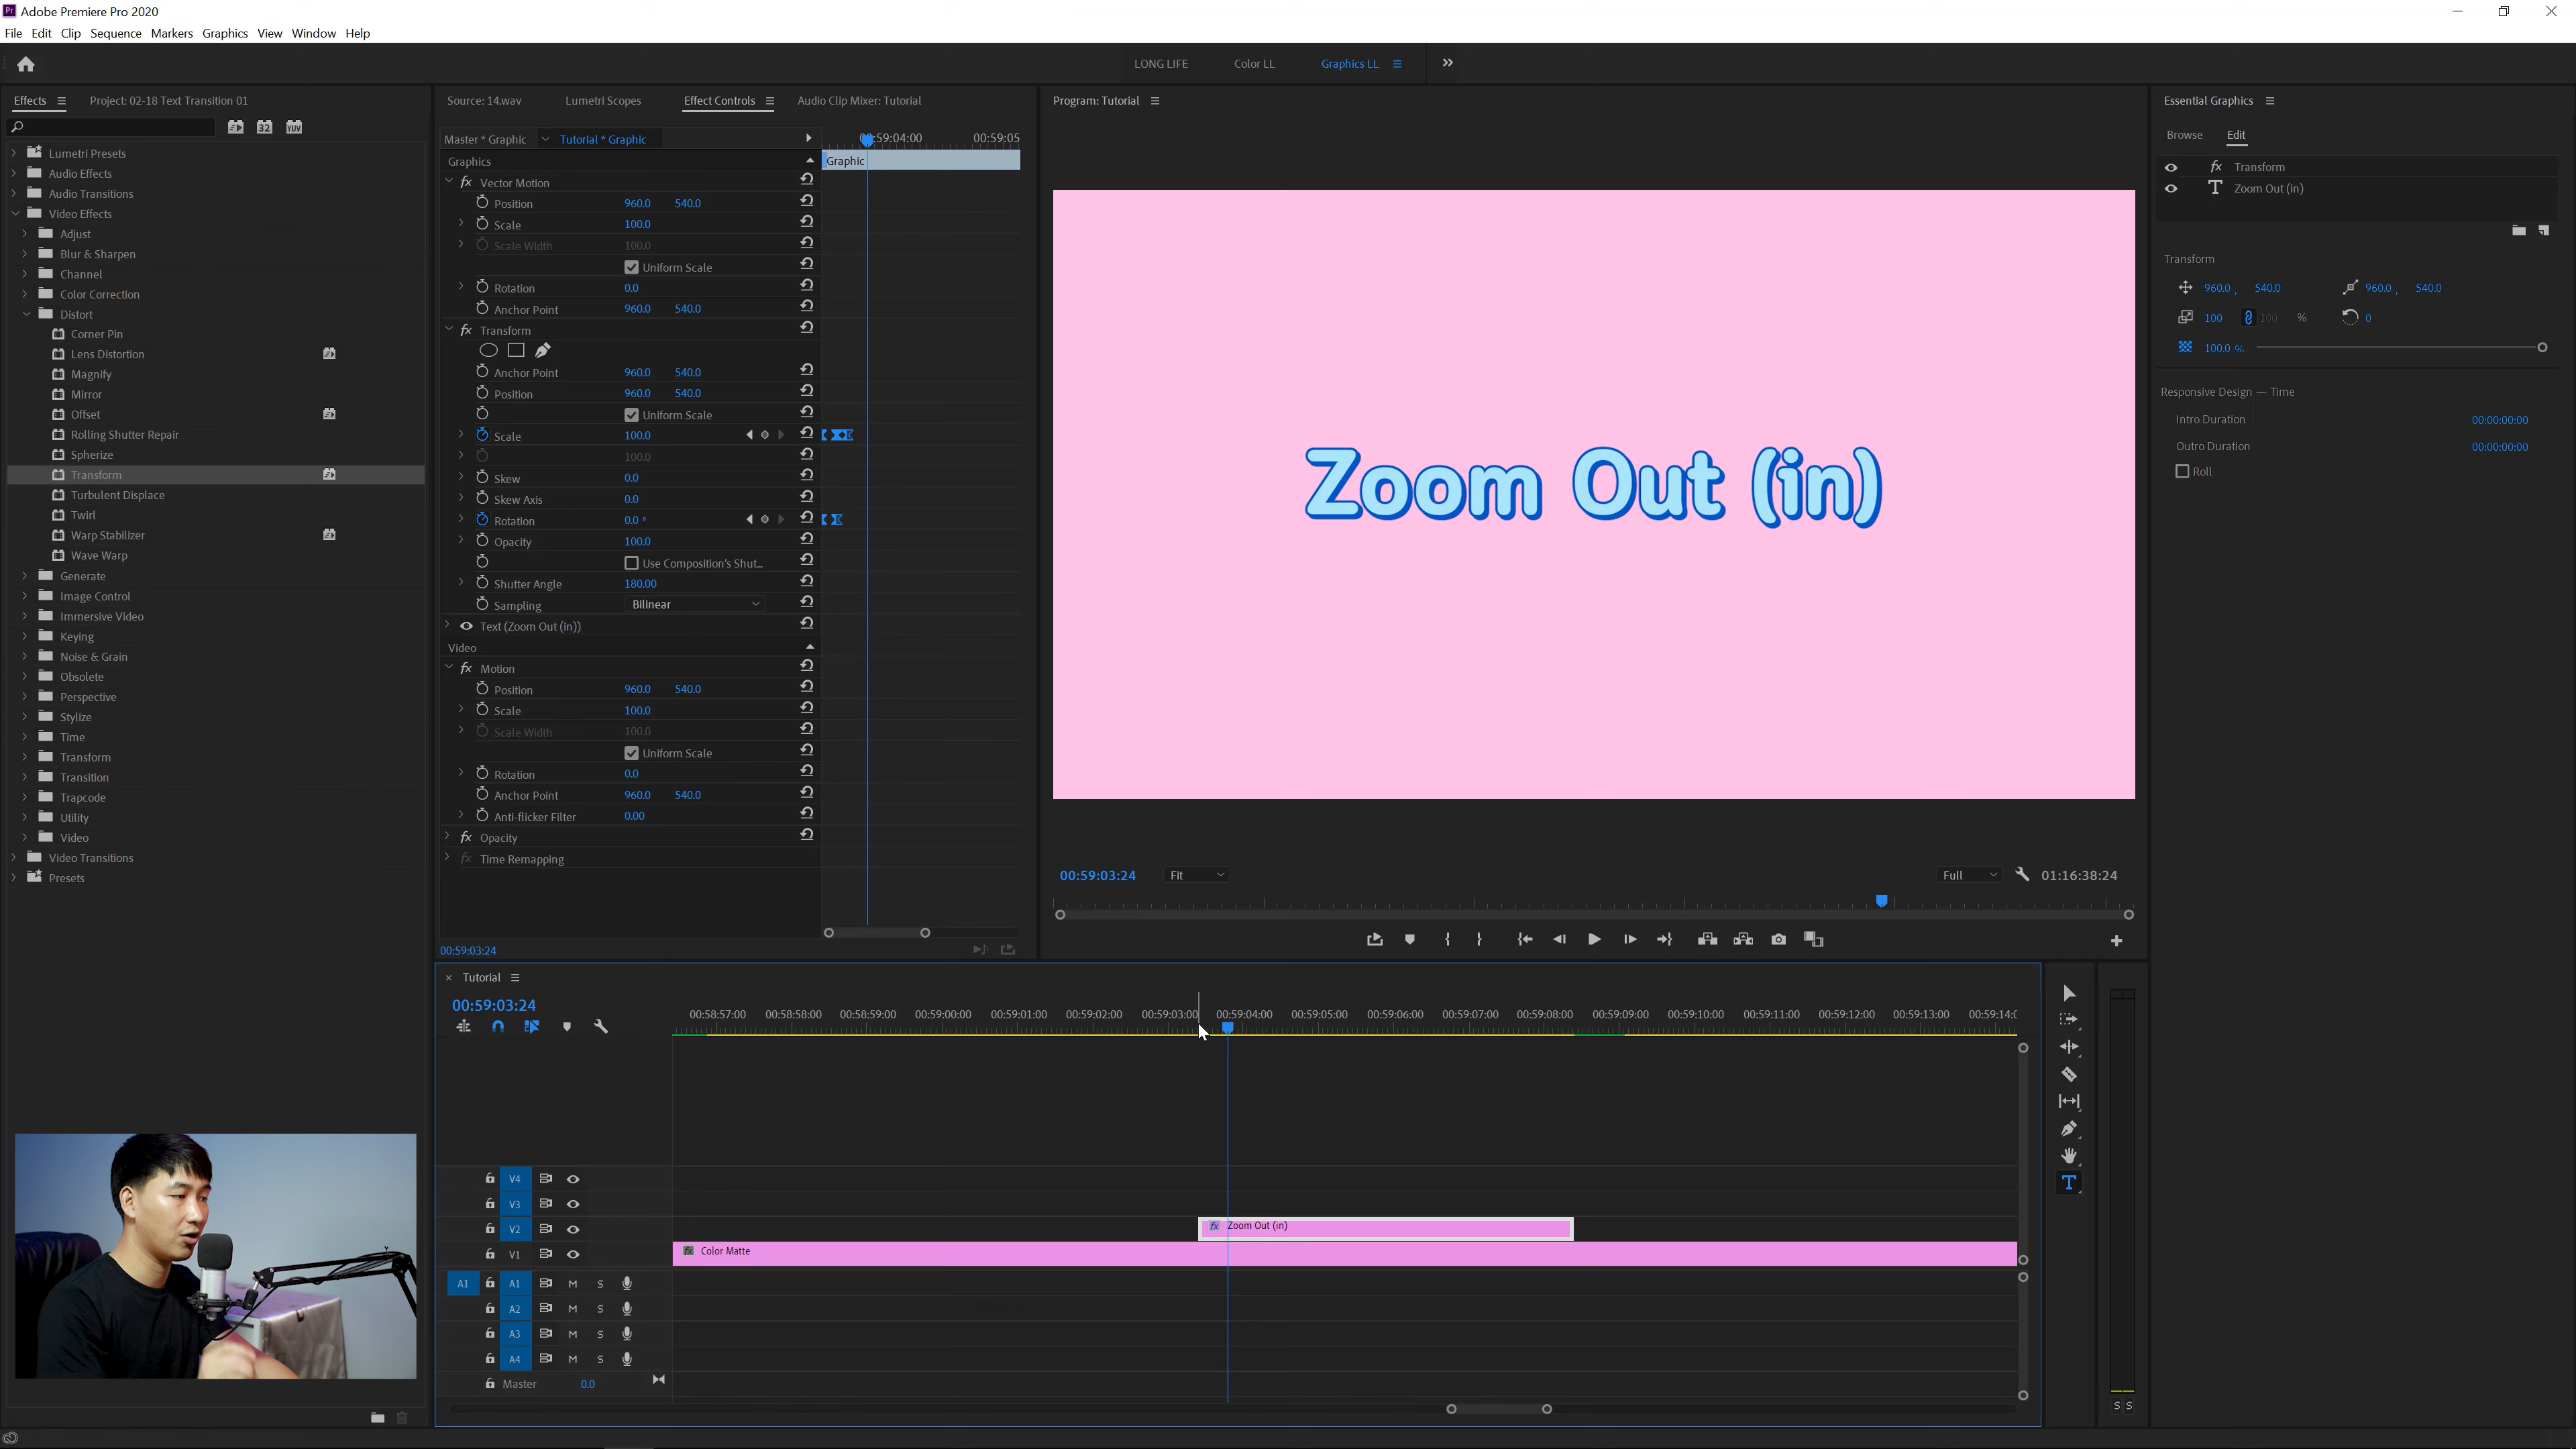 Adobe Premiere Pro 2020
File Edit Clip Sequence Markers Graphics View Window Help
LONG LIFE Color LL Graphics LL
Effects Project: 02-18 Text Transition 01
Lumetri Presets
Audio Effects
Audio Transitions
Video Effects
Adjust
Blur & Sharpen
Channel
Color Correction
Distort
Corner Pin
Lens Distortion
Magnify
Mirror
Offset
Rolling Shutter Repair
Spherize
Transform
Turbulent Displace
Twirl
Warp Stabilizer
Wave Warp
Generate
Image Control
Immersive Video
Keying
Noise & Grain
Obsolete
Perspective
Stylize
Time
Transform
Transition
Trapcode
Utility
Video
Video Transitions
Presets
Source: 14.wav Lumetri Scopes Effect Controls Audio Clip Mixer: Tutorial
Master * Graphic Tutorial * Graphic :59:04:00 00:59:05
Graphics Graphic
fx Vector Motion
Position 960.0 540.0
Scale 100.0
Scale Width 100.0
Uniform Scale
Rotation 0.0
Anchor Point 960.0 540.0
fx Transform
Anchor Point 960.0 540.0
Position 960.0 540.0
Uniform Scale
Scale 100.0
100.0
Skew 0.0
Skew Axis 0.0
Rotation 0.0 °
Opacity 100.0
Use Composition's Shut...
Shutter Angle 180.00
Sampling Bilinear
Text (Zoom Out (in))
Video
fx Motion
Position 960.0 540.0
Scale 100.0
Scale Width 100.0
Uniform Scale
Rotation 0.0
Anchor Point 960.0 540.0
Anti-flicker Filter 0.00
fx Opacity
fx Time Remapping
00:59:03:24
Program: Tutorial
Zoom Out (in)
00:59:03:24 Fit Full 01:16:38:24
Essential Graphics
Browse Edit
fx Transform
T Zoom Out (in)
Transform
960.0 , 540.0 960.0 , 540.0
100 100 % 0
100.0 %
Responsive Design — Time
Intro Duration 00:00:00:00
Outro Duration 00:00:00:00
Roll
× Tutorial
00:59:03:24
00:58:57:00 00:58:58:00 00:58:59:00 00:59:00:00 00:59:01:00 00:59:02:00 00:59:03:00 00:59:04:00 00:59:05:00 00:59:06:00 00:59:07:00 00:59:08:00 00:59:09:00 00:59:10:00 00:59:11:00 00:59:12:00 00:59:13:00 00:59:14:0
V4
V3
V2 fx Zoom Out (in)
V1 fx Color Matte
A1 A1 M S
A2 M S
A3 M S
A4 M S
Master 0.0
S S